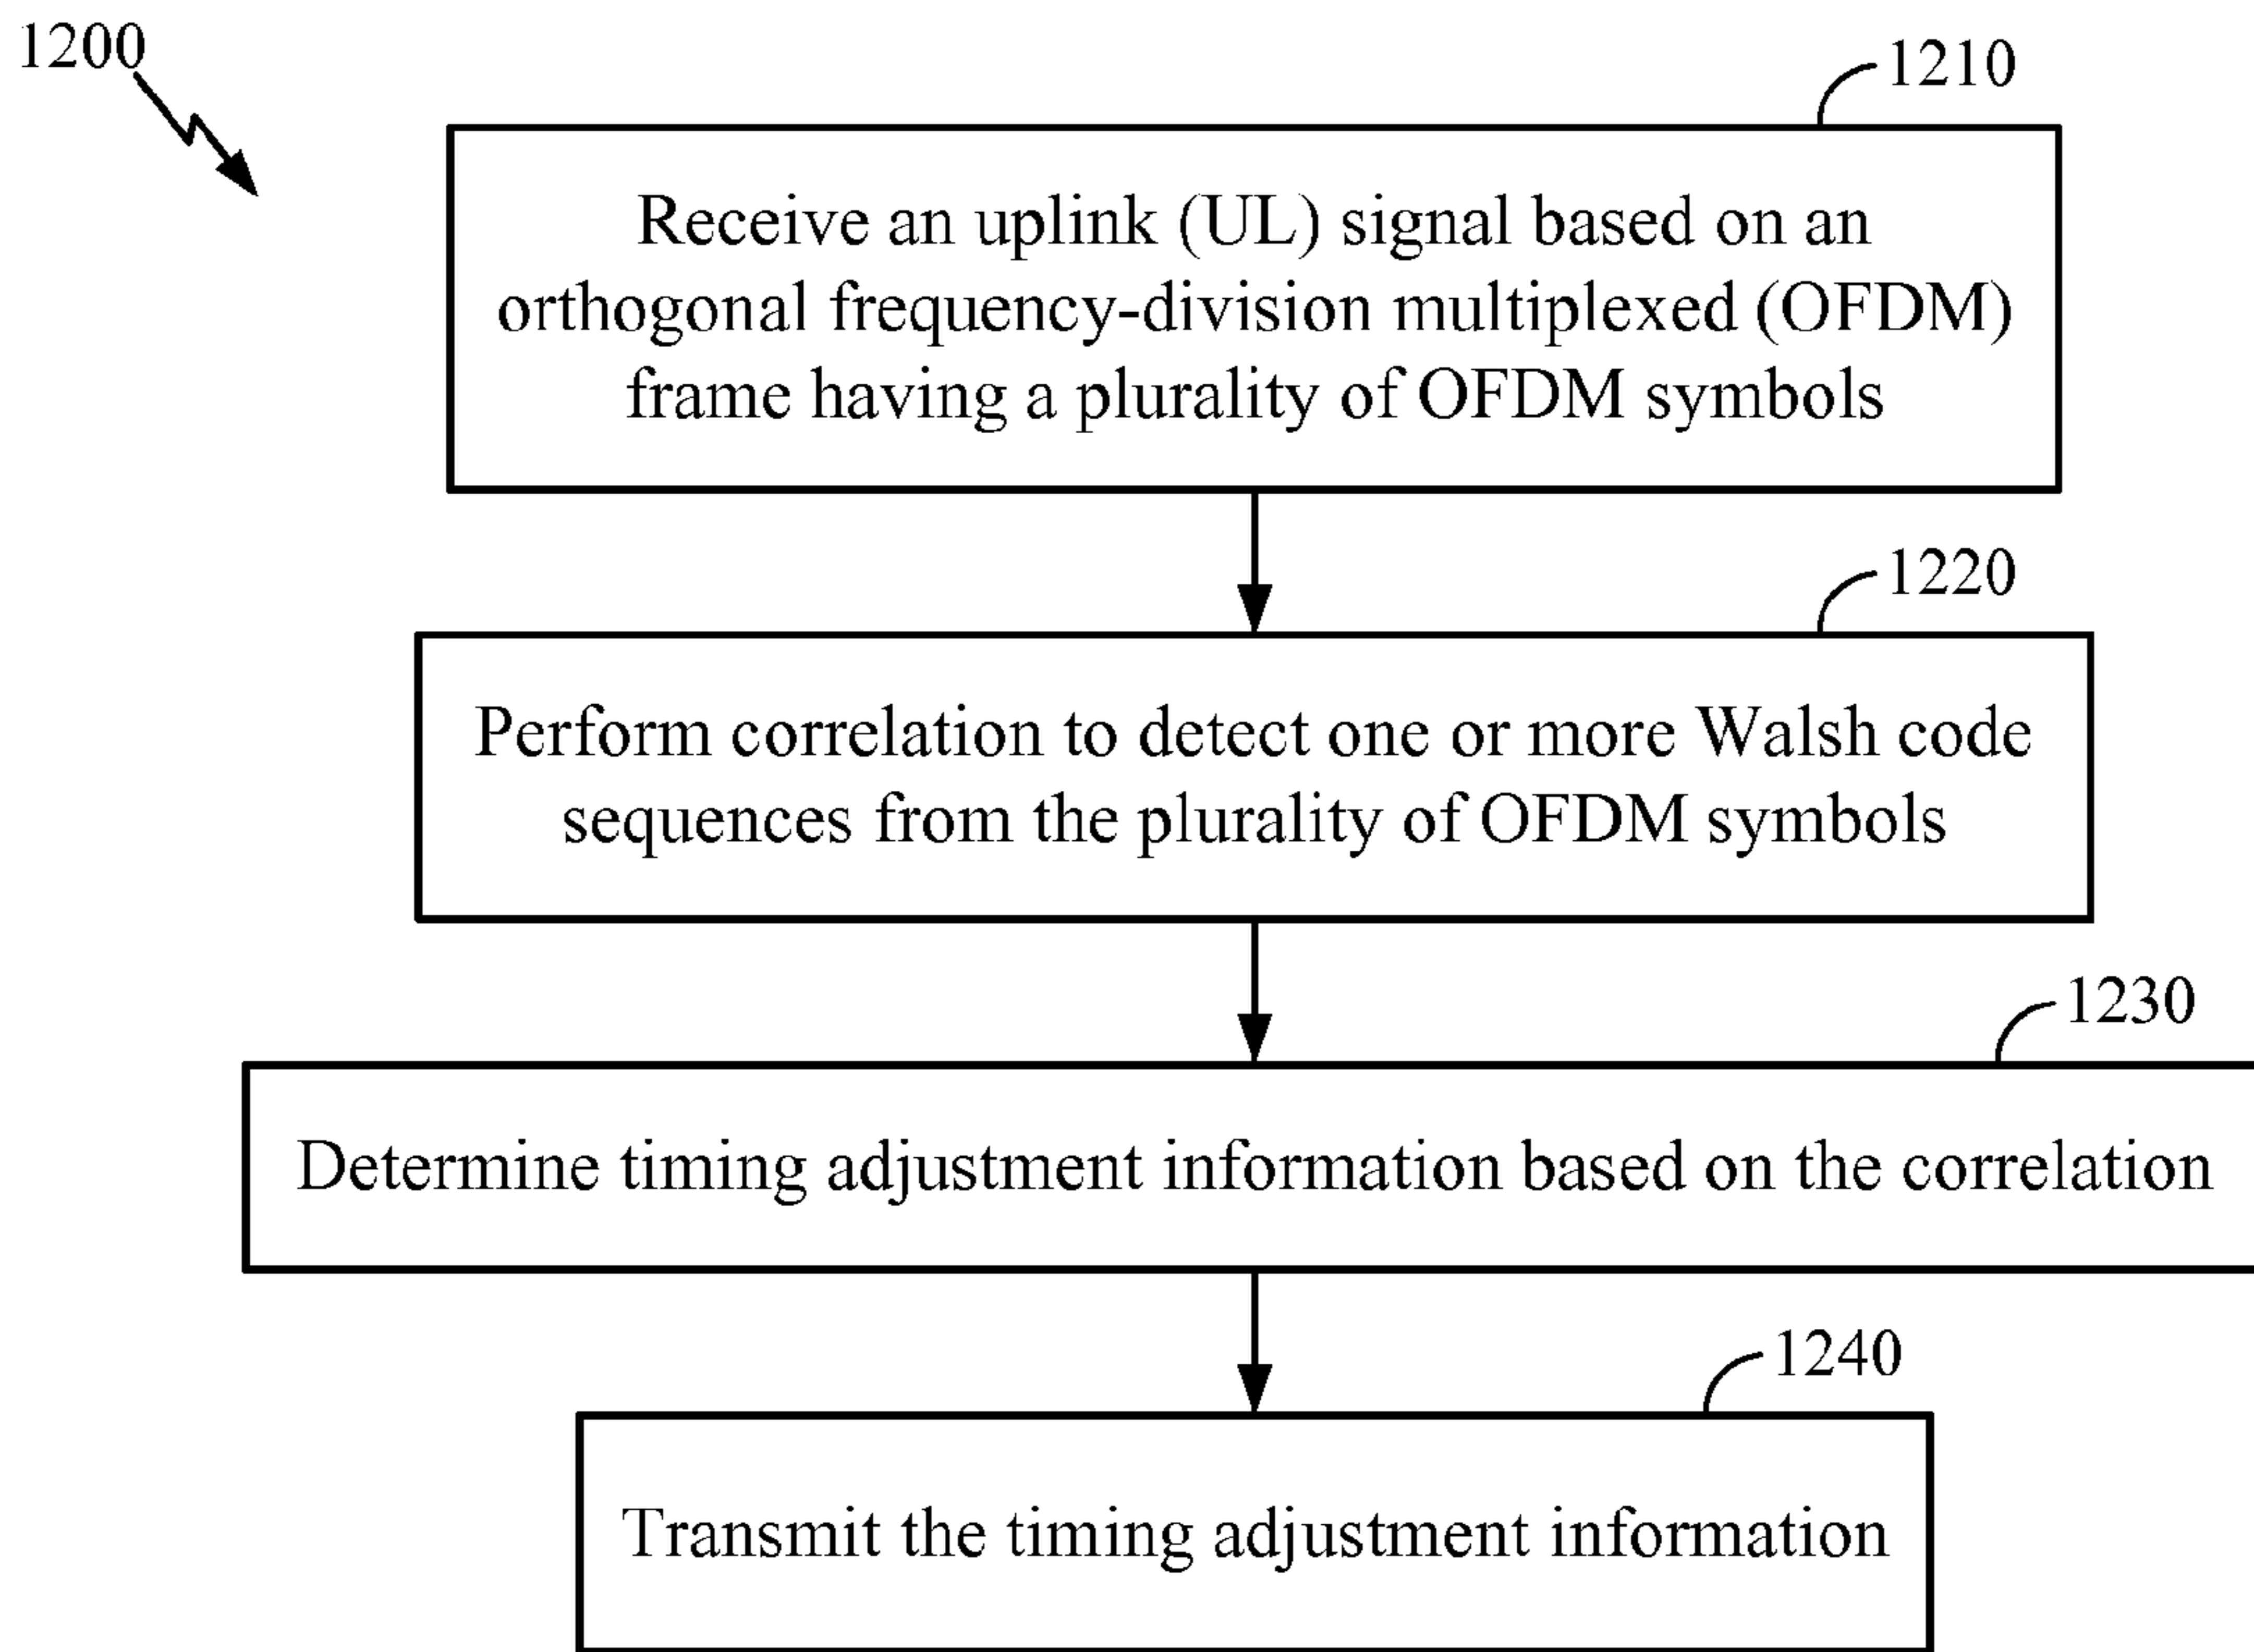 1200
1210
Receive an uplink (UL) signal based on an
orthogonal frequency-division multiplexed (OFDM)
frame having a plurality of OFDM symbols
1220
Perform correlation to detect one or more Walsh code
sequences from the plurality of OFDM symbols
1230
Determine timing adjustment information based on the correlation
1240
Transmit the timing adjustment information